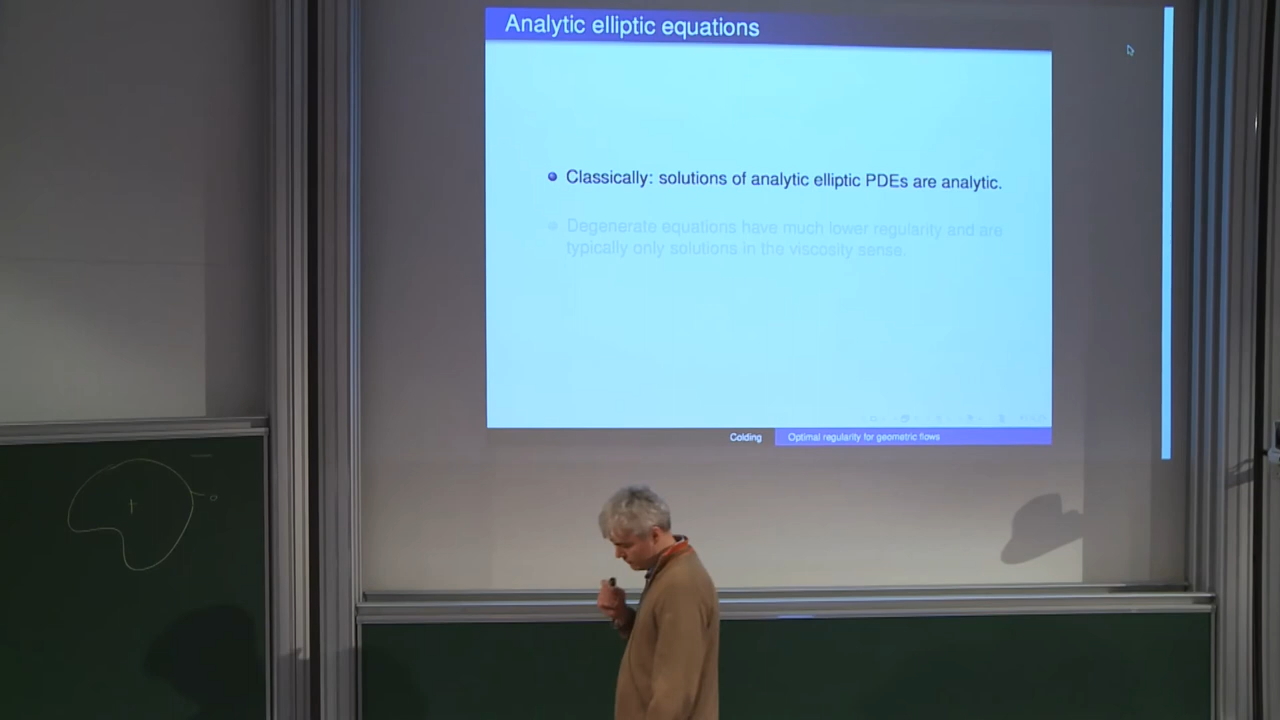 Analytic elliptic equations
Classically: solutions of analytic elliptic PDEs are analytic.
Degenerate equations have much lower regularity and are
typically only solutions in the viscosity sense.
Colding
Optimal regularity for geometric flows
+